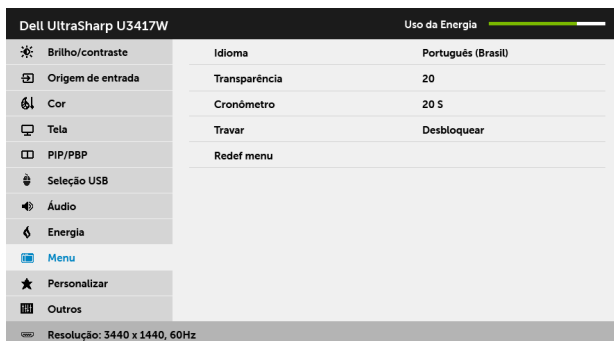 Dell UltraSharp U3417W Uso da Energia
Brilho/contraste Idioma Português (Brasil)
Origem de entrada Transparência 20
Cor Cronômetro 20 S
Tela Travar Desbloquear
PIP/PBP Redef menu
Seleção USB
Áudio
Energia
Menu
Personalizar
Outros
Resolução: 3440 x 1440, 60Hz